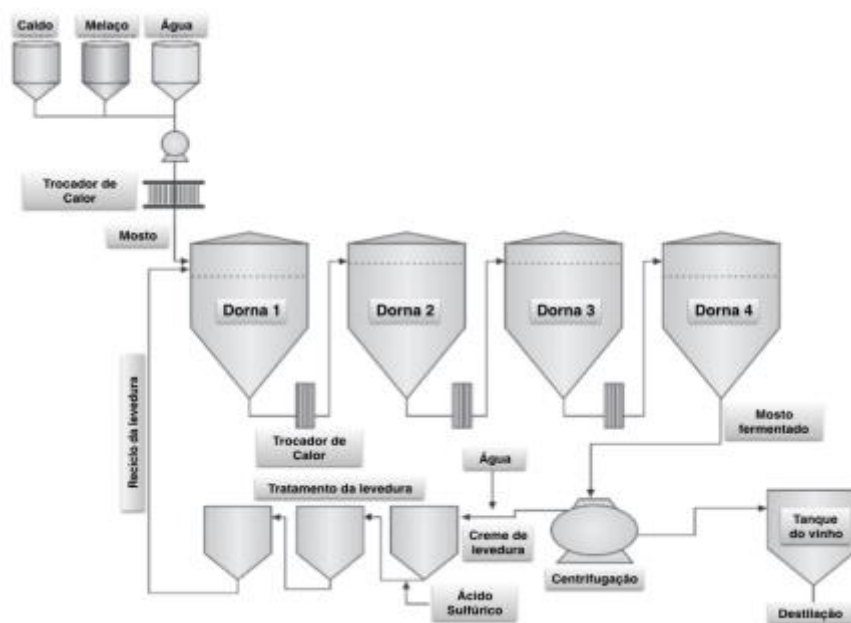 Caldo
Melaço
Água
Trocador de
Calor
Mosto
Dorna 1
Dorna 2
Dorna 3
Dorna 4
Reciclo da levedura
Trocador de
Calor
Mosto
fermentado
Água
Tratamento da levedura
Creme de
levedura
Centrifugação
Tanque
do vinho
Ácido
Sulfúrico
Destilação